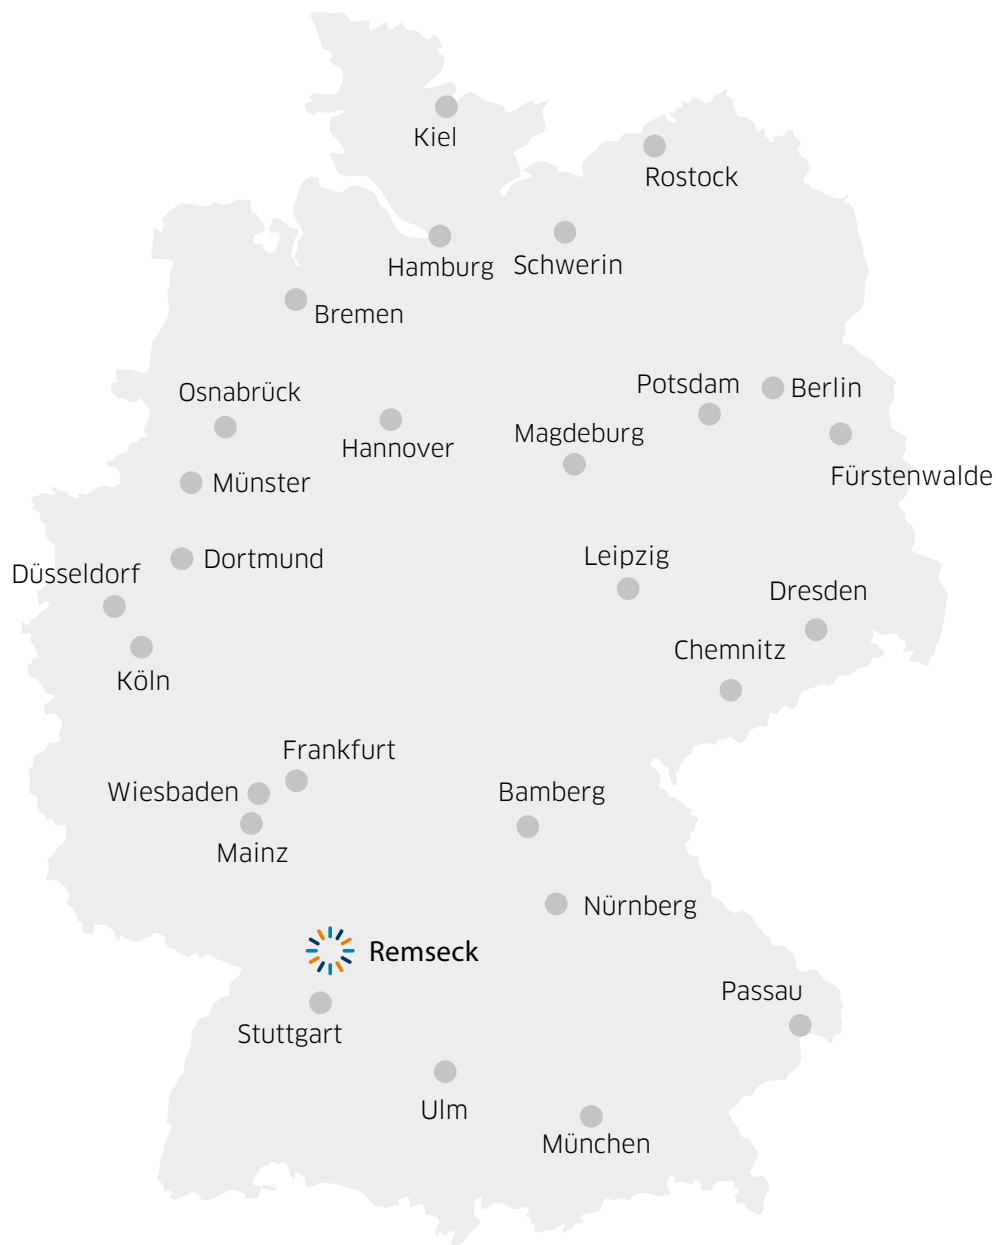 Kiel
Rostock
Hamburg
Schwerin
Bremen
Potsdam
Berlin
Osnabrück
Magdeburg
Hannover
Fürstenwalde
Münster
Leipzig
Dortmund
Düsseldorf
Dresden
Chemnitz
Köln
Frankfurt
Wiesbaden
Bamberg
Mainz
Nürnberg
Remseck
Passau
Stuttgart
Ulm
München